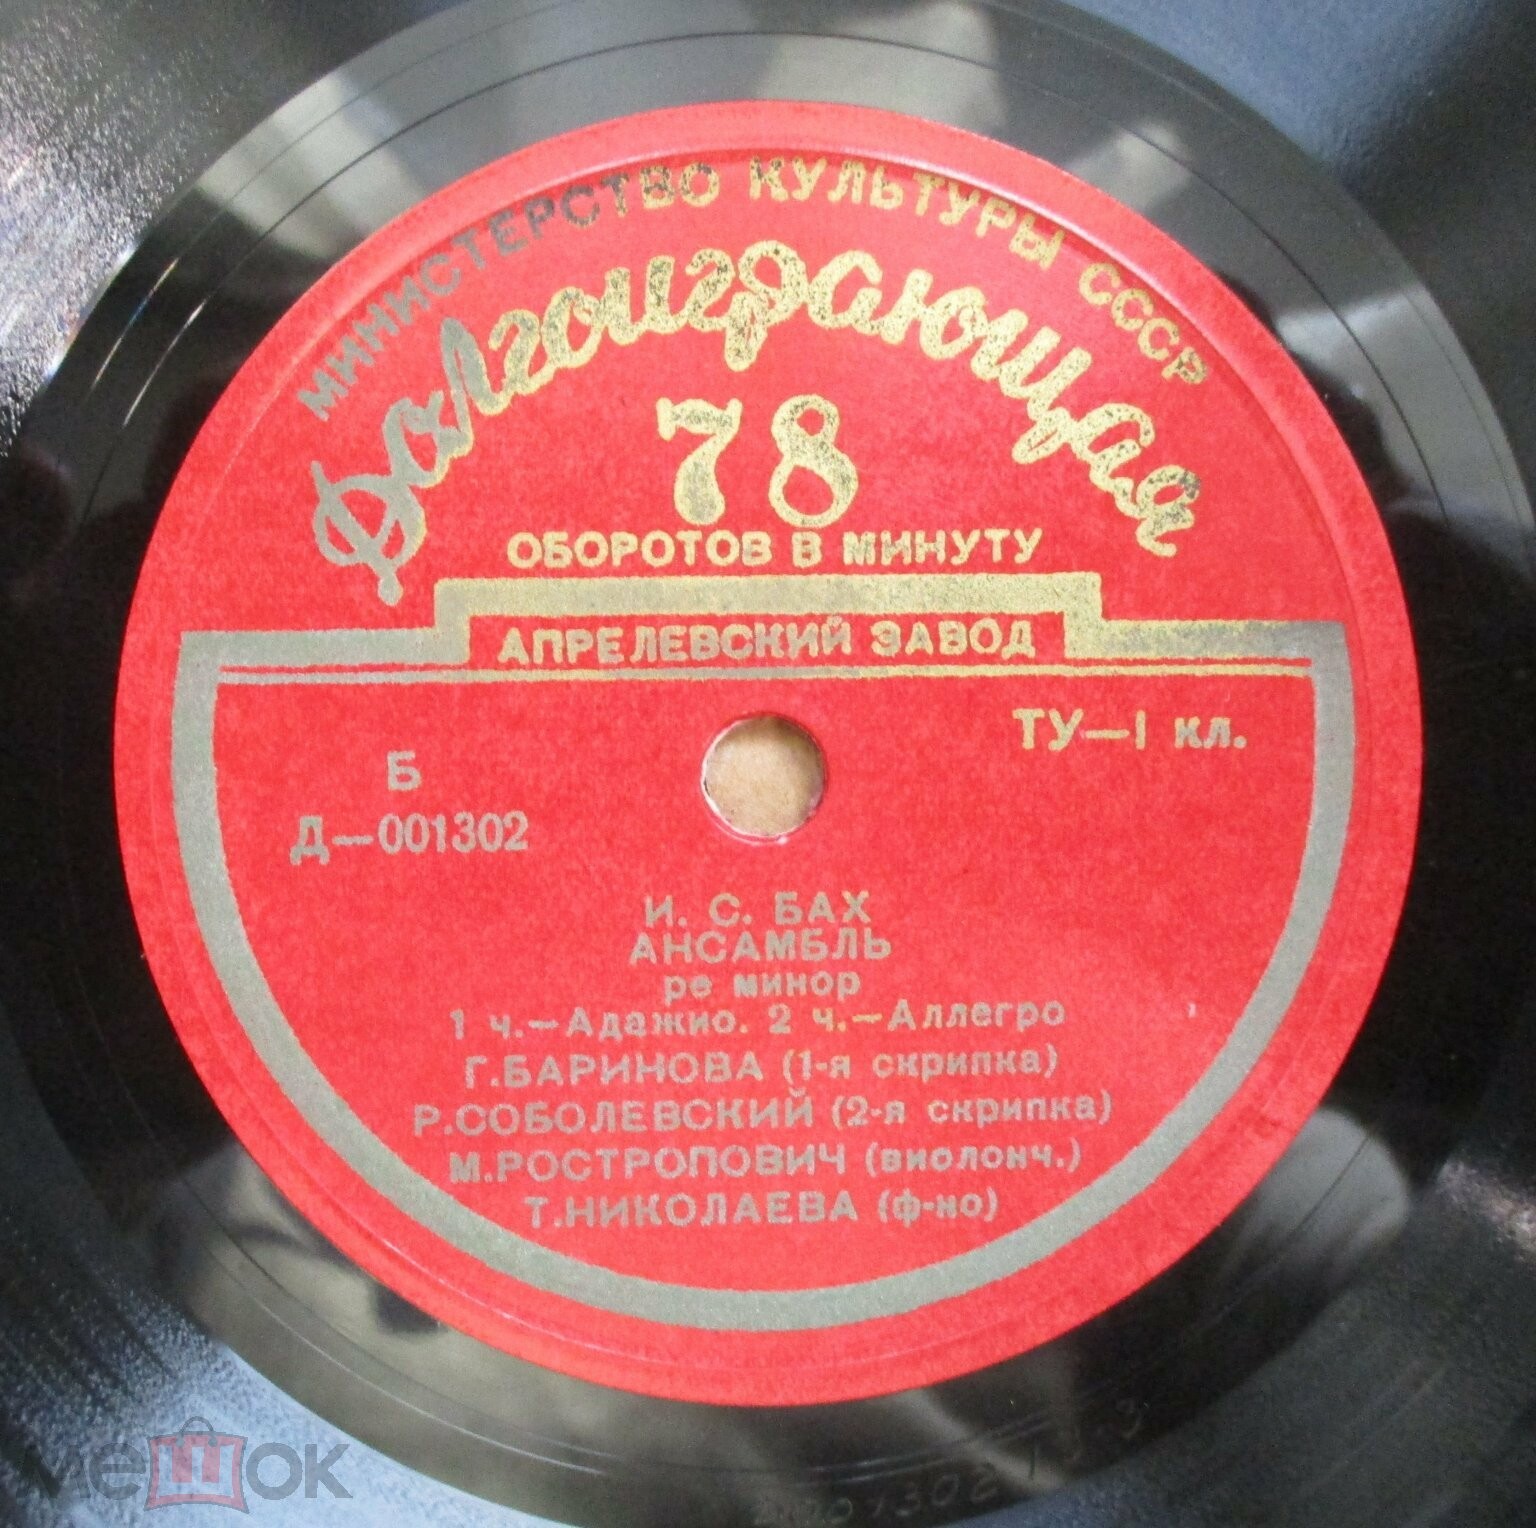 МИНИСТЕРСТВО КУЛЬТУРЫ СССР
Долгоиграющая
78
ОБОРОТОВ В МИНУТУ
АПРЕЛЕВСКИЙ ЗАВОД
ТУ—I кл.
Б
Д—001302
И. С. БАХ
АНСАМБЛЬ
ре минор
1 ч.—Адажио. 2 ч.—Аллегро
Г.БАРИНОВА (1-я скрипка)
Р.СОБОЛЕВСКИЙ (2-я скрипка)
М.РОСТРОПОВИЧ (виолонч.)
Т.НИКОЛАЕВА (ф-но)
мешок